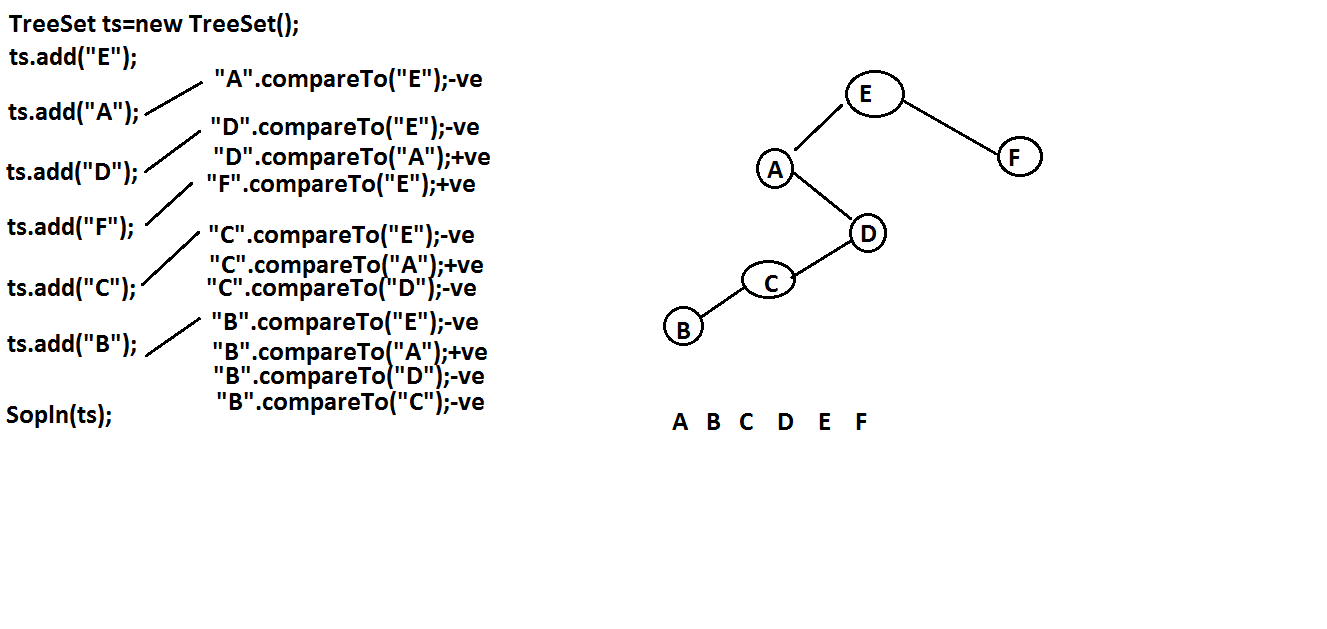 TreeSet ts=new TreeSet();
ts.add("E");
"A".compareTo("E");-ve
ts.add("A");
"D".compareTo("E");-ve
"D".compareTo("A");+ve
ts.add("D");
"F".compareTo("E");+ve
ts.add("F");
"C".compareTo("E");-ve
"C".compareTo("A");+ve
"C".compareTo("D");-ve
ts.add("C");
"B".compareTo("E");-ve
"B".compareTo("A");+ve
"B".compareTo("D");-ve
"B".compareTo("C");-ve
ts.add("B");
Sopln(ts);
E
F
A
D
C
B
A B C D E F